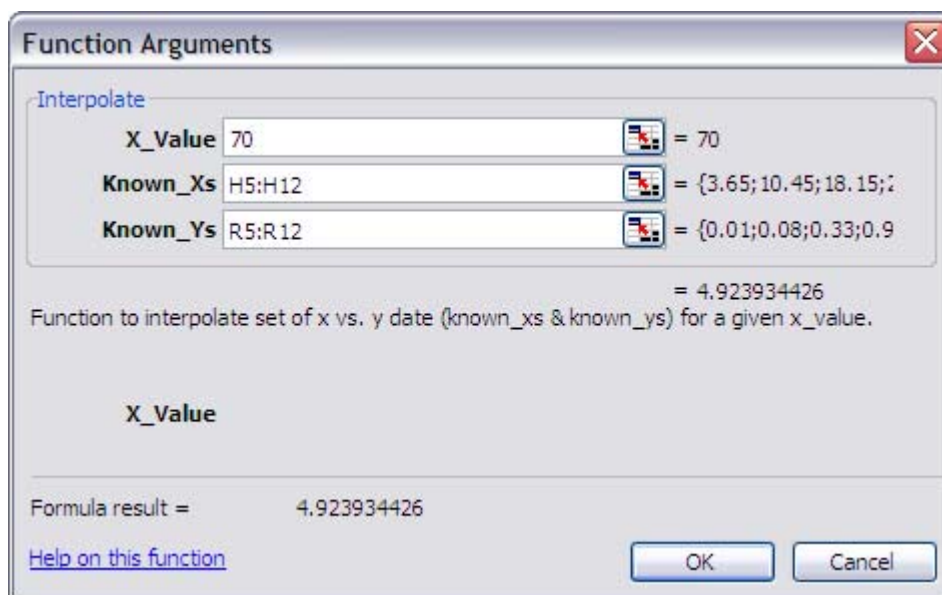 Function Arguments
Interpolate
X_Value 70 = 70
Known_Xs H5:H12 = {3.65;10.45;18.15;2
Known_Ys R5:R12 = {0.01;0.08;0.33;0.9
= 4.923934426
Function to interpolate set of x vs. y date (known_xs & known_ys) for a given x_value.
X_Value
Formula result = 4.923934426
Help on this function OK Cancel